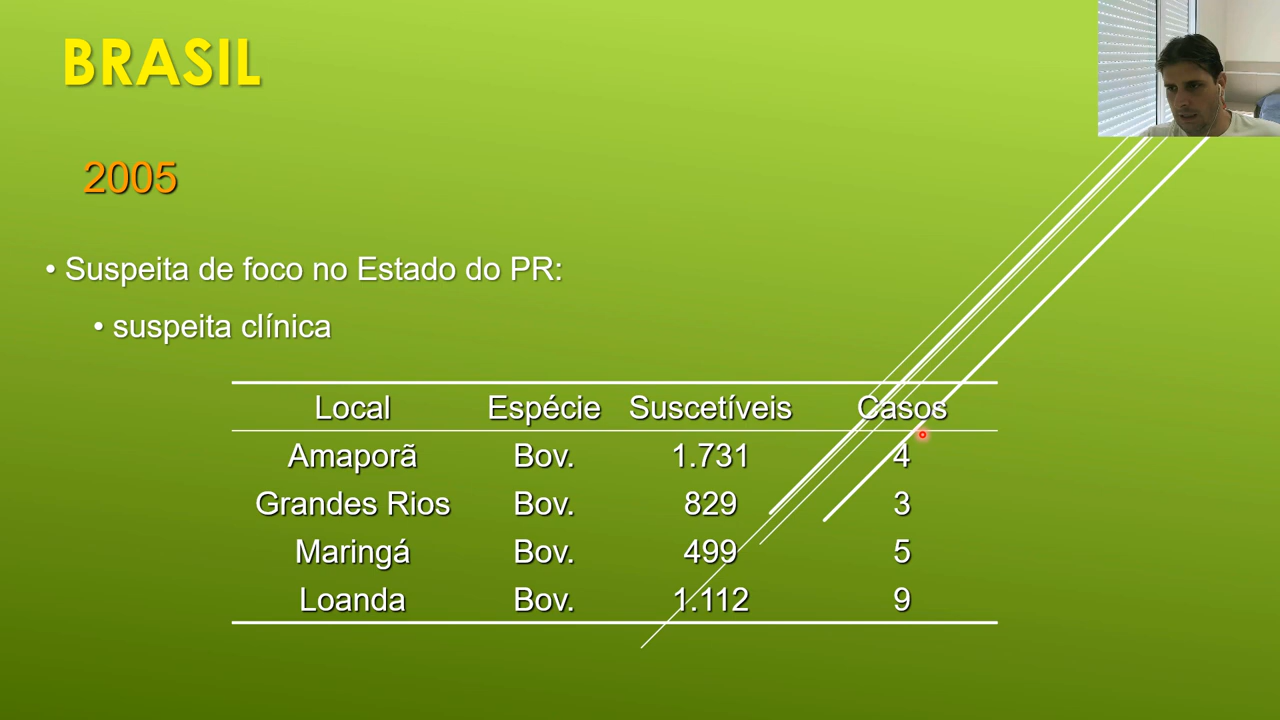 BRASIL
2005
• Suspeita de foco no Estado do PR:
• suspeita clínica
Local Espécie Suscetíveis Casos
Amaporã Bov. 1.731 4
Grandes Rios Bov. 829 3
Maringá Bov. 499 5
Loanda Bov. 1.112 9